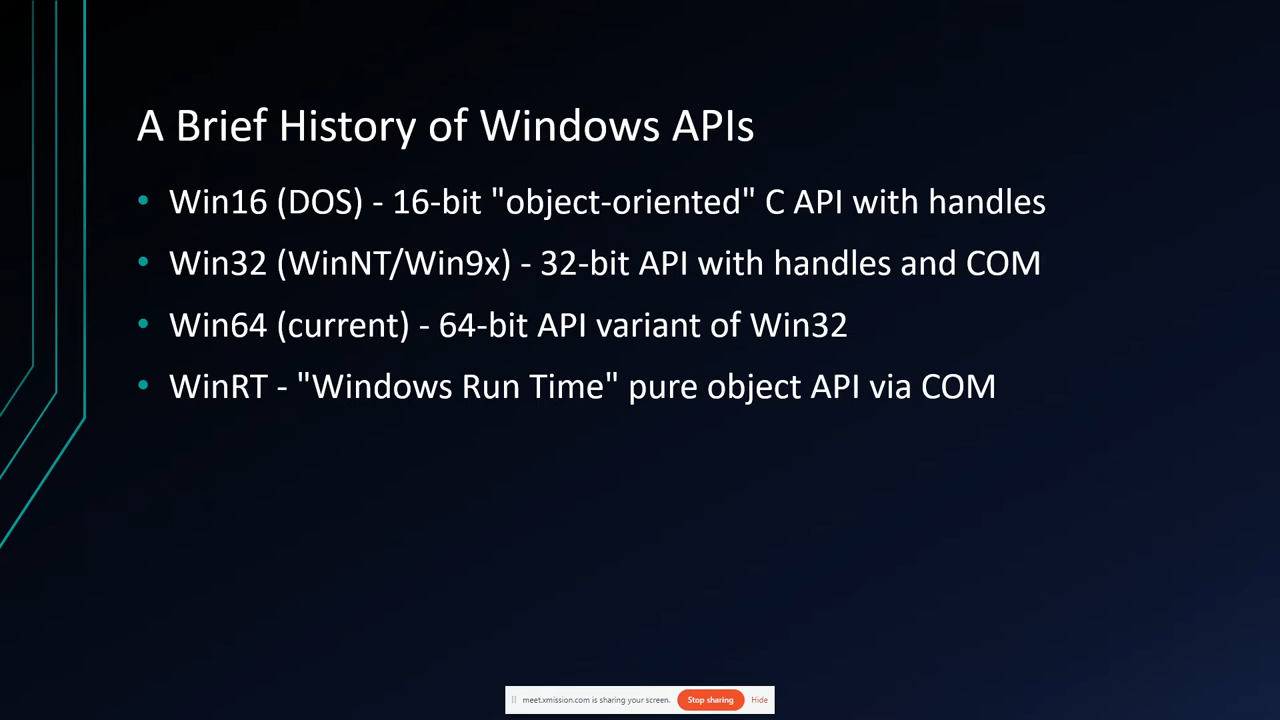 A Brief History of Windows APIs
• Win16 (DOS) - 16-bit "object-oriented" C API with handles
• Win32 (WinNT/Win9x) - 32-bit API with handles and COM
• Win64 (current) - 64-bit API variant of Win32
• WinRT - "Windows Run Time" pure object API via COM
meet.xmission.com is sharing your screen. Stop sharing Hide